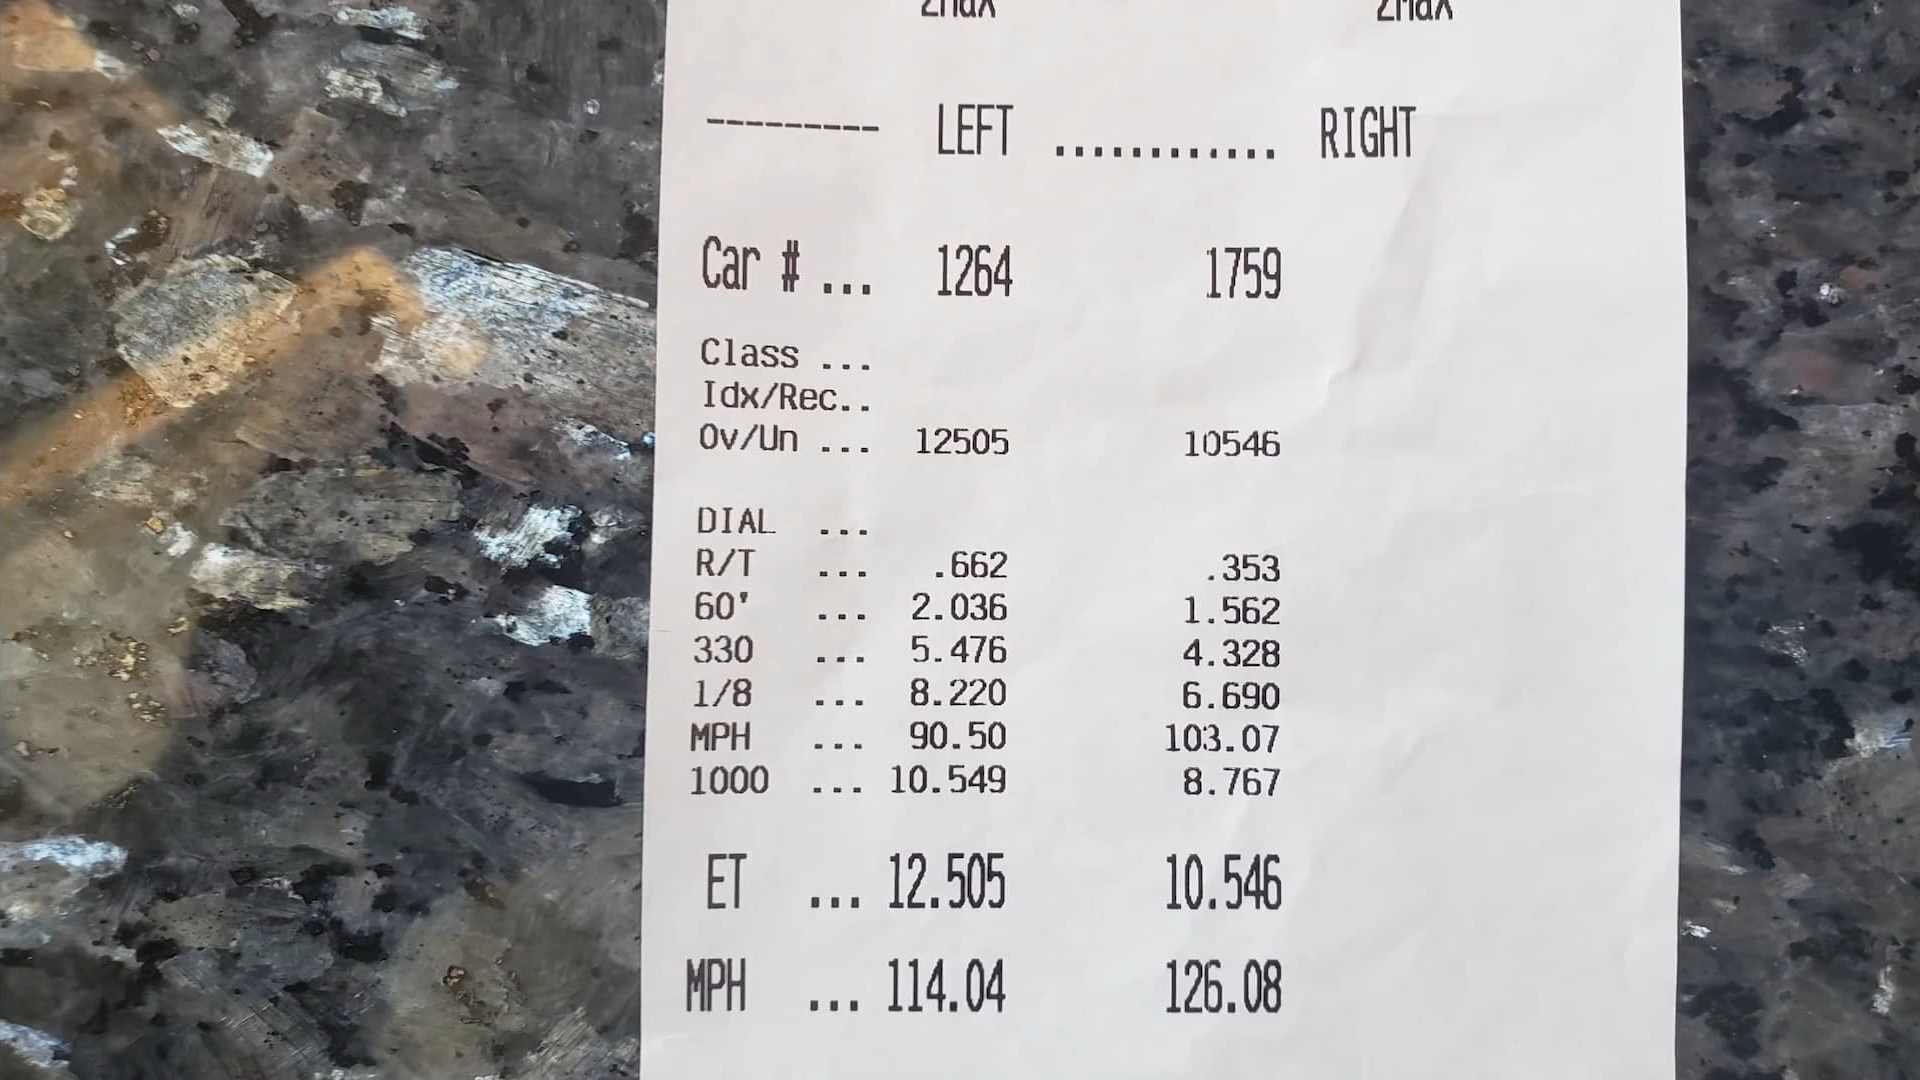 ZMaX ZMaX
--------- LEFT ............ RIGHT
Car # ... 1264 1759
Class ...
Idx/Rec..
Ov/Un ... 12505 10546
DIAL ...
R/T ... .662 .353
60' ... 2.036 1.562
330 ... 5.476 4.328
1/8 ... 8.220 6.690
MPH ... 90.50 103.07
1000 ... 10.549 8.767
ET ... 12.505 10.546
MPH ... 114.04 126.08